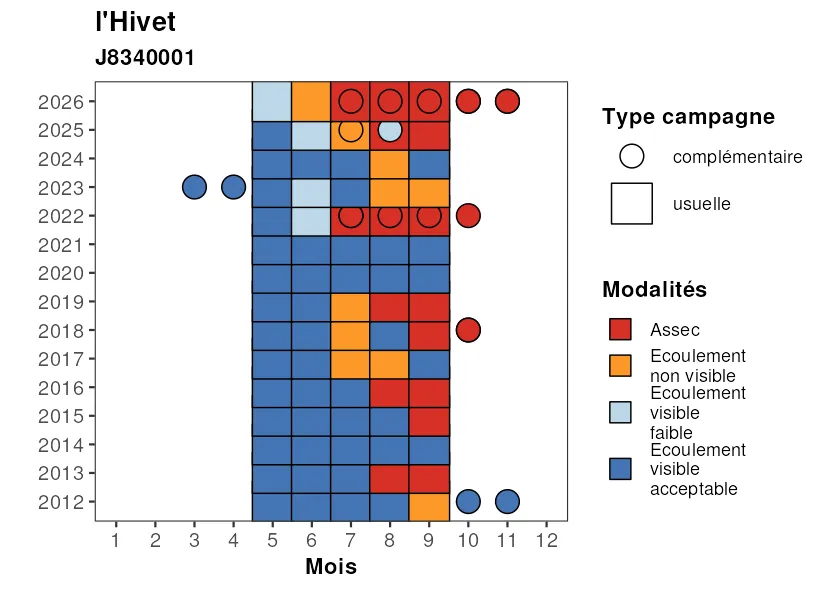 l'Hivet
J8340001
2026
2025
2024
2023
2022
2021
2020
2019
2018
2017
2016
2015
2014
2013
2012
1 2 3 4 5 6 7 8 9 10 11 12
Mois
Type campagne
complémentaire
usuelle
Modalités
Assec
Ecoulement
non visible
Ecoulement
visible
faible
Ecoulement
visible
acceptable